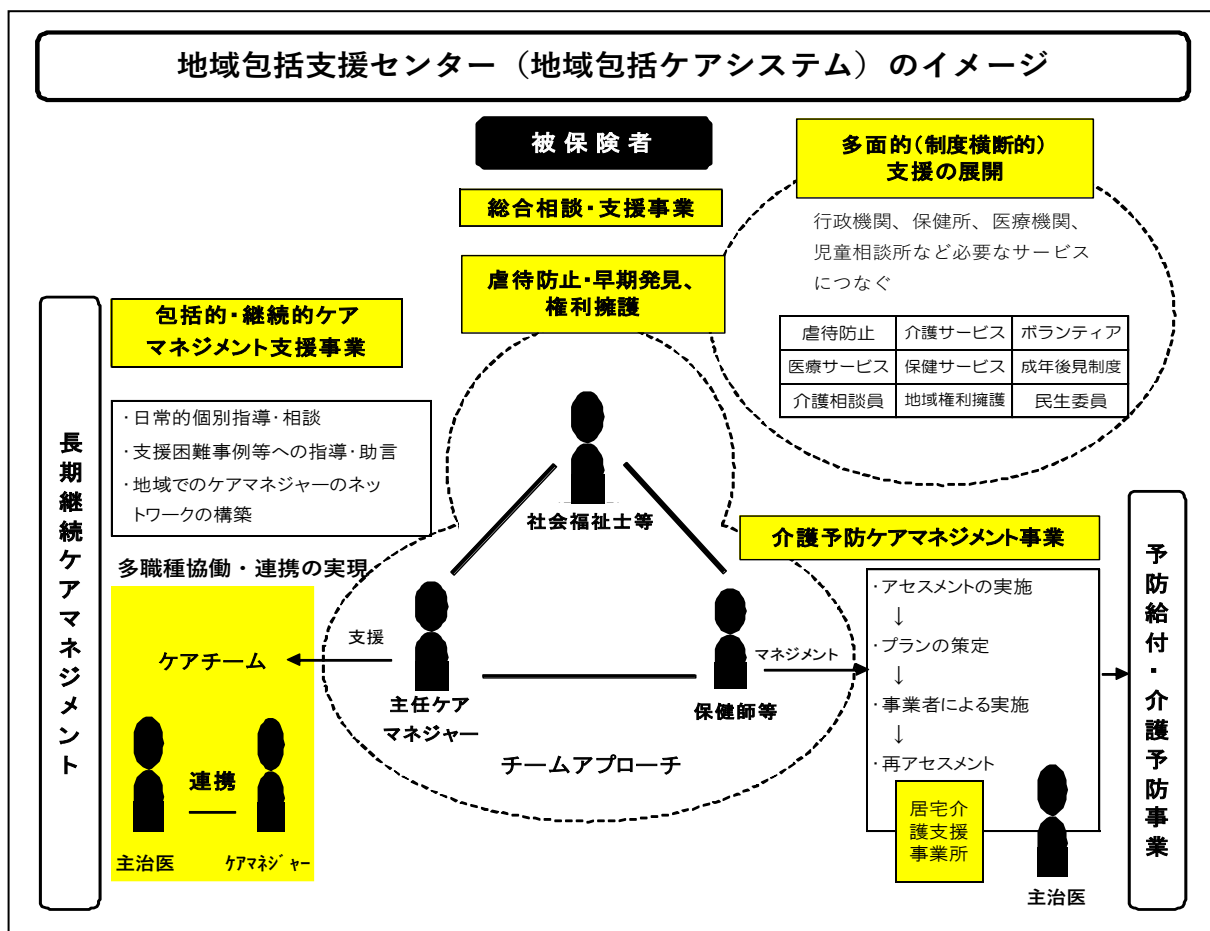 地域包括支援センター（地域包括ケアシステム）のイメージ
被保険者
総合相談・支援事業
虐待防止・早期発見、
権利擁護
多面的（制度横断的）
支援の展開
行政機関、保健所、医療機関、
児童相談所など必要なサービス
につなぐ
虐待防止 介護サービス ボランティア
医療サービス 保健サービス 成年後見制度
介護相談員 地域権利擁護 民生委員
長期継続ケアマネジメント
包括的・継続的ケア
マネジメント支援事業
・日常的個別指導・相談
・支援困難事例等への指導・助言
・地域でのケアマネジャーのネッ
トワークの構築
多職種協働・連携の実現
ケアチーム
連携
主治医
ｹｱﾏﾈｼﾞｬｰ
支援
社会福祉士等
主任ケア
マネジャー
保健師等
チームアプローチ
マネジメント
介護予防ケアマネジメント事業
・アセスメントの実施
↓
・プランの策定
↓
・事業者による実施
↓
・再アセスメント
居宅介
護支援
事業所
主治医
予防給付・介護予防事業